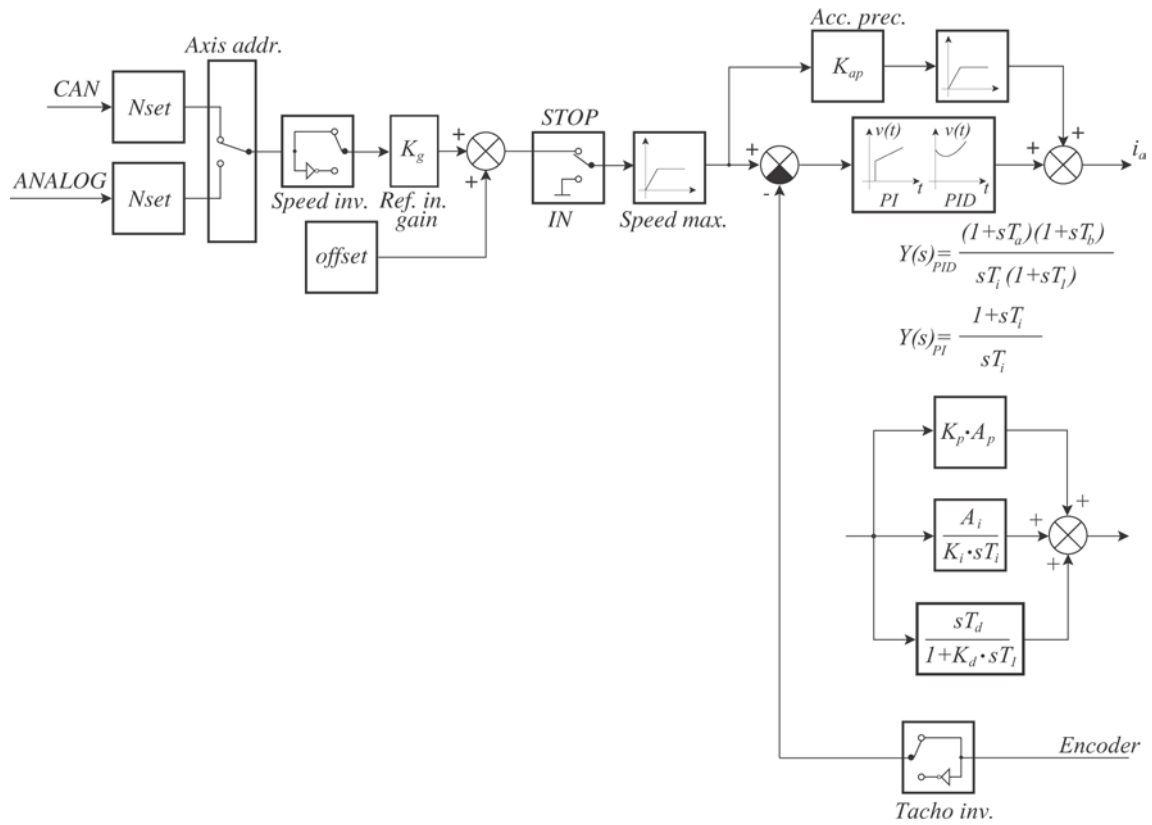 Acc. prec.
Axis addr.
CAN
Nset
K_ap
STOP
v(t)
v(t)
+
+
i_a
ANALOG
Nset
K_g
+
+
+
-
t
t
PI
PID
Speed inv.
Ref. in.
gain
IN
Speed max.
offset
Y(s)_PID = (1+sT_a)(1+sT_b) / sT_i (1+sT_1)
Y(s)_PI = 1+sT_i / sT_i
K_p·A_p
+
A_i / K_i·sT_i
+
+
sT_d / 1+K_d·sT_1
Encoder
Tacho inv.